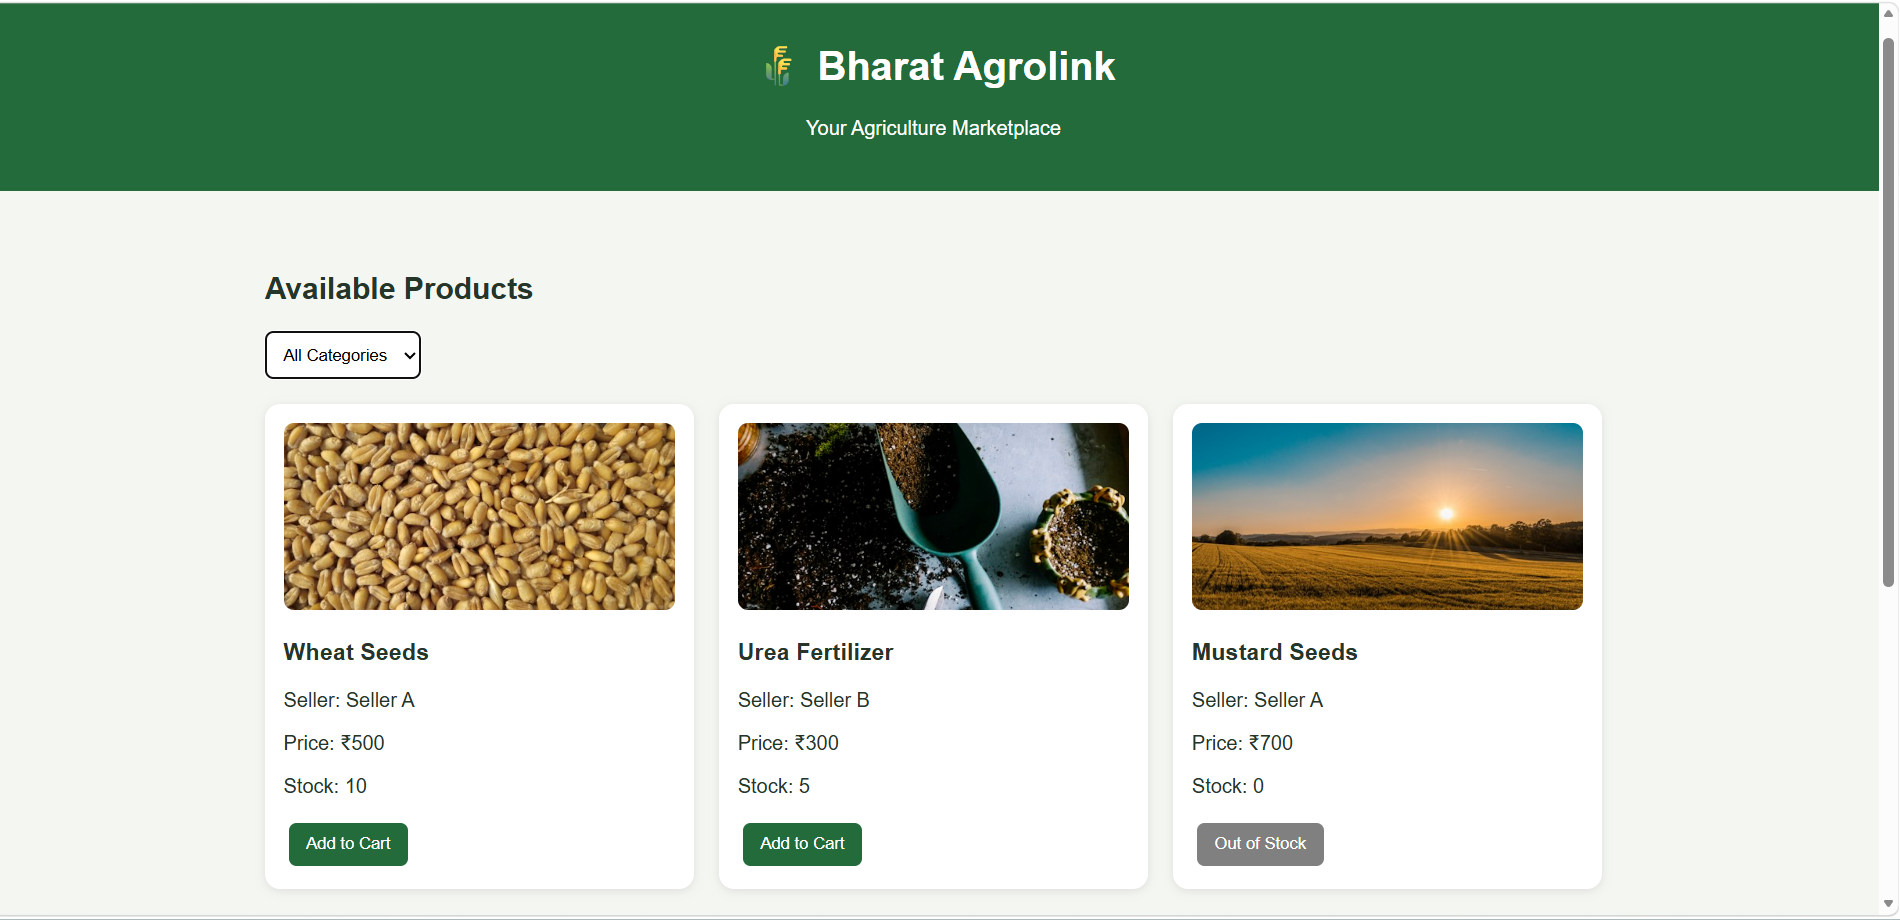 Bharat Agrolink
Your Agriculture Marketplace
Available Products
All Categories
Wheat Seeds
Seller: Seller A
Price: ₹500
Stock: 10
Add to Cart
Urea Fertilizer
Seller: Seller B
Price: ₹300
Stock: 5
Add to Cart
Mustard Seeds
Seller: Seller A
Price: ₹700
Stock: 0
Out of Stock